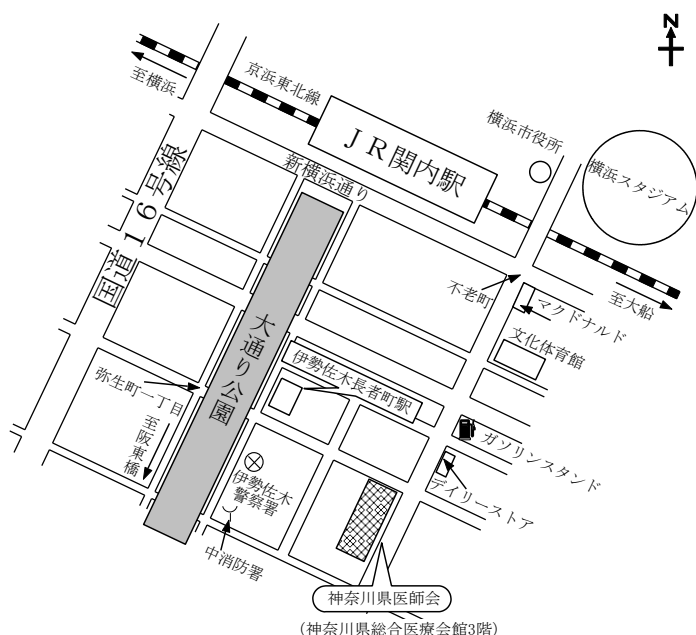 N
至横浜
京浜東北線
JR関内駅
横浜市役所
横浜スタジアム
国道16号線
新横浜通り
不老町
至大船
マクドナルド
文化体育館
大通り公園
伊勢佐木長者町駅
弥生町一丁目
至阪東橋
ガソリンスタンド
伊勢佐木
警察署
デイリーストア
中消防署
神奈川県医師会
(神奈川県総合医療会館3階)